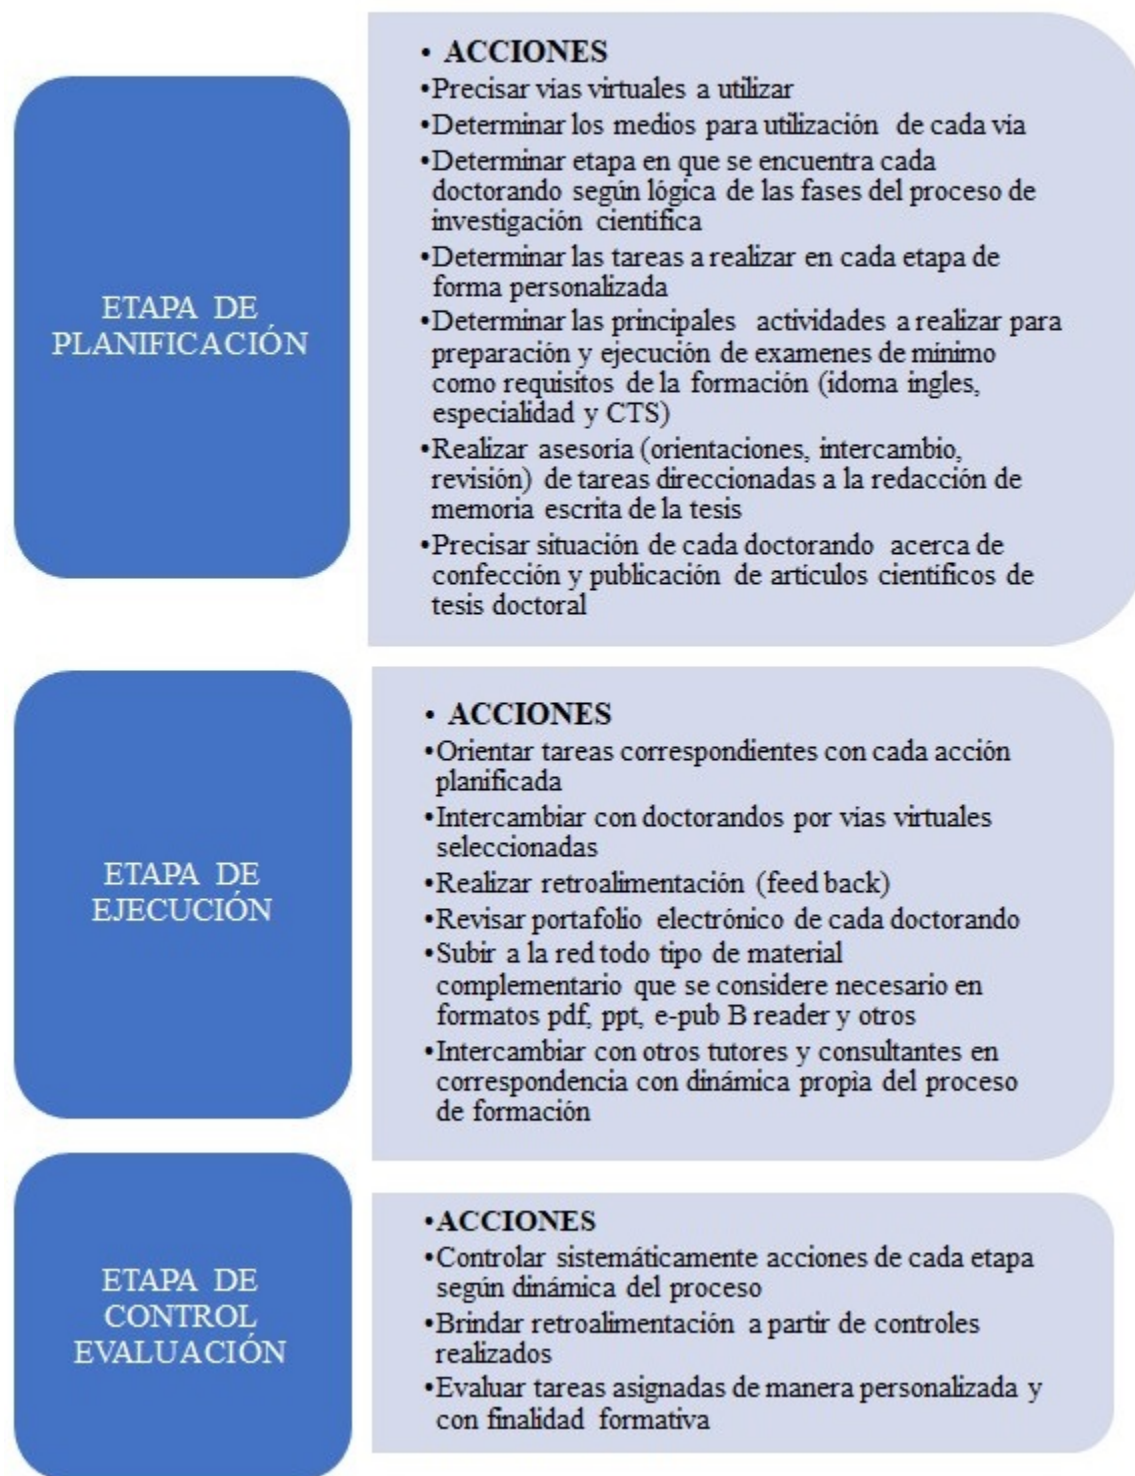 ETAPA DE
PLANIFICACIÓN
• ACCIONES
•Precisar vías virtuales a utilizar
•Determinar los medios para utilización de cada vía
•Determinar etapa en que se encuentra cada
doctorando según lógica de las fases del proceso de
investigación científica
•Determinar las tareas a realizar en cada etapa de
forma personalizada
•Determinar las principales actividades a realizar para
preparación y ejecución de examenes de mínimo
como requisitos de la formación (idoma ingles,
especialidad y CTS)
•Realizar asesoría (orientaciones, intercambio,
revisión) de tareas direccionadas a la redacción de
memoria escrita de la tesis
•Precisar situación de cada doctorando acerca de
confección y publicación de artículos científicos de
tesis doctoral
ETAPA DE
EJECUCIÓN
• ACCIONES
•Orientar tareas correspondientes con cada acción
planificada
•Intercambiar con doctorandos por vías virtuales
seleccionadas
•Realizar retroalimentación (feed back)
•Revisar portafolio electrónico de cada doctorando
•Subir a la red todo tipo de material
complementario que se considere necesario en
formatos pdf, ppt, e-pub B reader y otros
•Intercambiar con otros tutores y consultantes en
correspondencia con dinámica propìa del proceso
de formación
ETAPA DE
CONTROL
EVALUACIÓN
•ACCIONES
•Controlar sistemáticamente acciones de cada etapa
según dinámica del proceso
•Brindar retroalimentación a partir de controles
realizados
•Evaluar tareas asignadas de manera personalizada y
con finalidad formativa